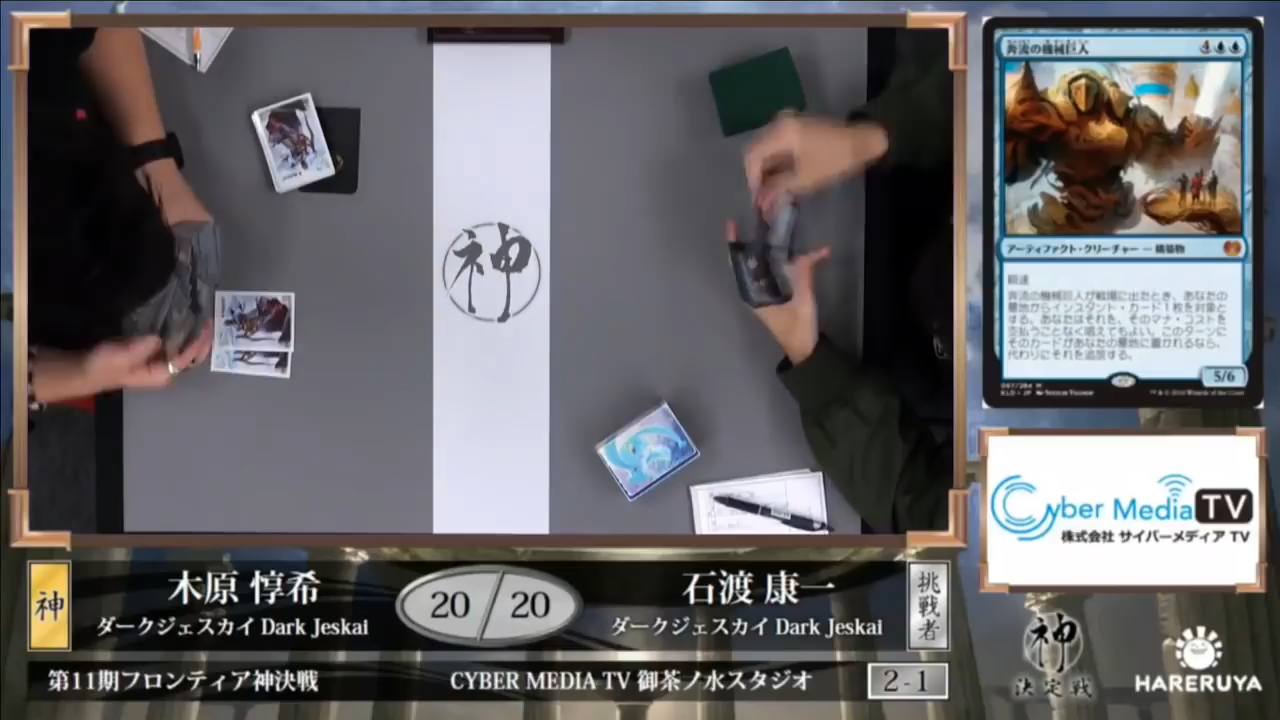 奔流の機械巨人
4
アーティファクト・クリーチャー — 構築物
瞬速
奔流の機械巨人が戦場に出たとき、あなたの
墓地からインスタント・カード1枚を対象と
する。あなたはそれを、そのマナ・コストを
支払うことなく唱えてもよい。このターンに
そのカードがあなたの墓地に置かれるなら、
代わりにそれを追放する。
5/6
神
Cyber Media TV
株式会社 サイバーメディア TV
神
木原 惇希
ダークジェスカイ Dark Jeskai
20 / 20
石渡 康一
ダークジェスカイ Dark Jeskai
挑戦者
第11期フロンティア神決戦
CYBER MEDIA TV 御茶ノ水スタジオ
2-1
神
決定戦
HARERUYA